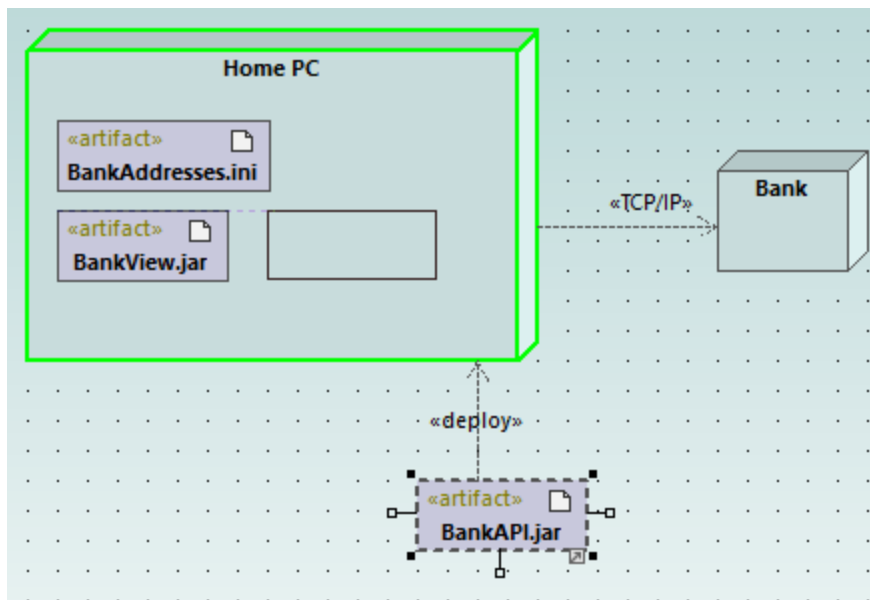 Home PC
«artifact»
BankAddresses.ini
«artifact»
BankView.jar
«TCP/IP»
Bank
«deploy»
«artifact»
BankAPI.jar